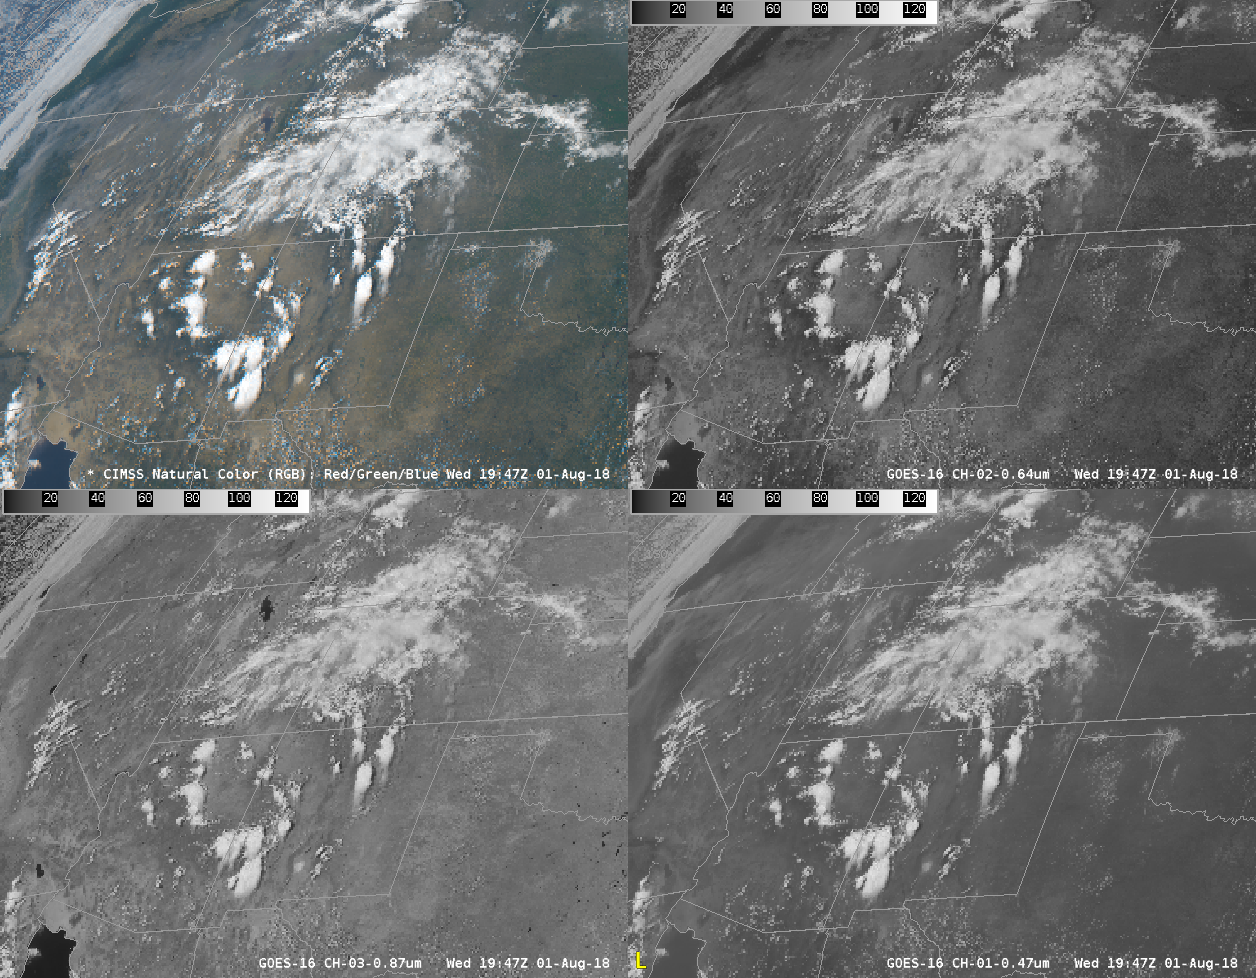 20 40 60 80 100 120
* CIMSS Natural Color (RGB): Red/Green/Blue Wed 19:47Z 01-Aug-18
GOES-16 CH-02-0.64um Wed 19:47Z 01-Aug-18
20 40 60 80 100 120
20 40 60 80 100 120
GOES-16 CH-03-0.87um Wed 19:47Z 01-Aug-18
L
GOES-16 CH-01-0.47um Wed 19:47Z 01-Aug-18